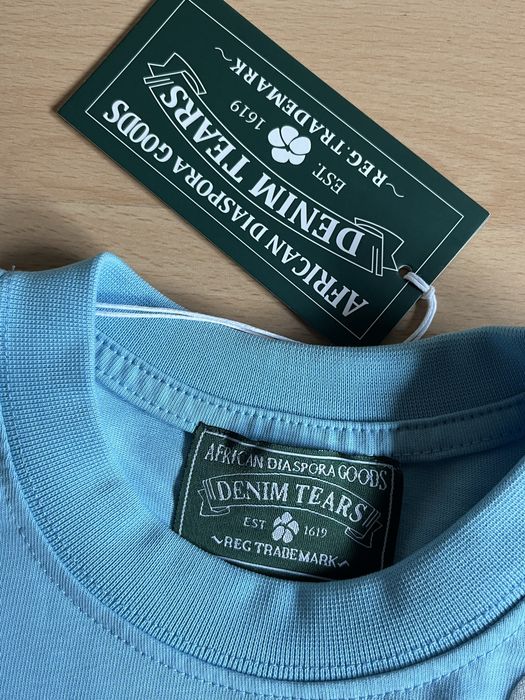 AFRICAN DIASPORA GOODS
DENIM TEARS
EST. 1619
~REG. TRADEMARK~
AFRICAN DIASPORA GOODS
DENIM TEARS
EST 1619
~REG TRADEMARK~